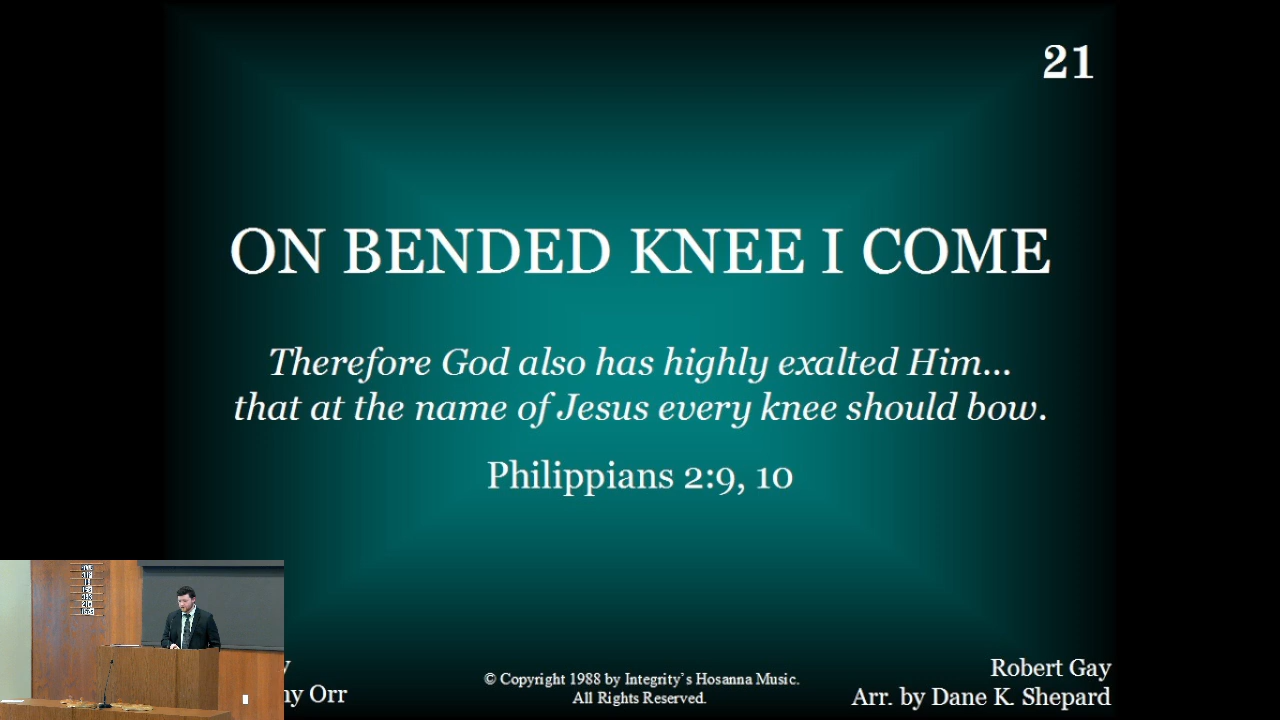 21
ON BENDED KNEE I COME
Therefore God also has highly exalted Him...
that at the name of Jesus every knee should bow.
Philippians 2:9, 10
ny Orr
© Copyright 1988 by Integrity's Hosanna Music.
All Rights Reserved.
Robert Gay
Arr. by Dane K. Shepard